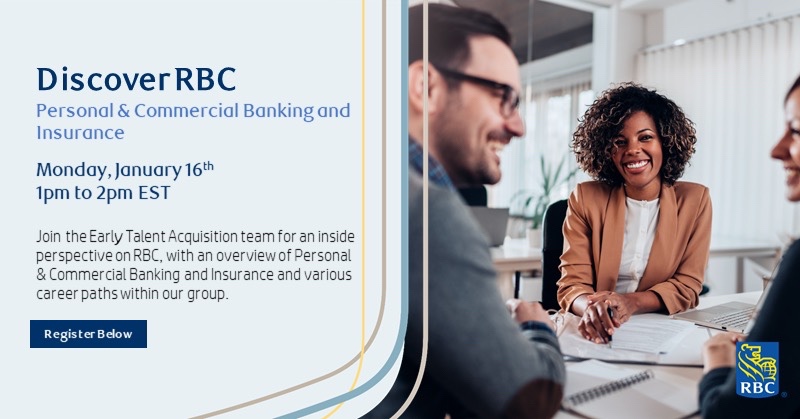 Discover RBC
Personal & Commercial Banking and
Insurance
Monday, January 16th
1pm to 2pm EST
Join the Early Talent Acquisition team for an inside
perspective on RBC, with an overview of Personal
& Commercial Banking and Insurance and various
career paths within our group.
Register Below
RBC
®